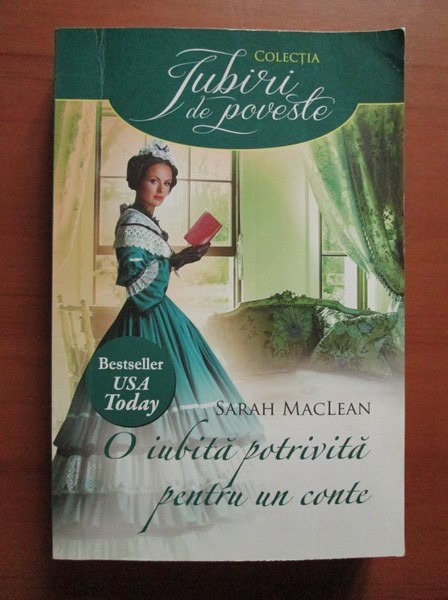 Colecția
Iubiri
de poveste
Bestseller
USA
Today
Sarah MacLean
O iubită potrivită
pentru un conte